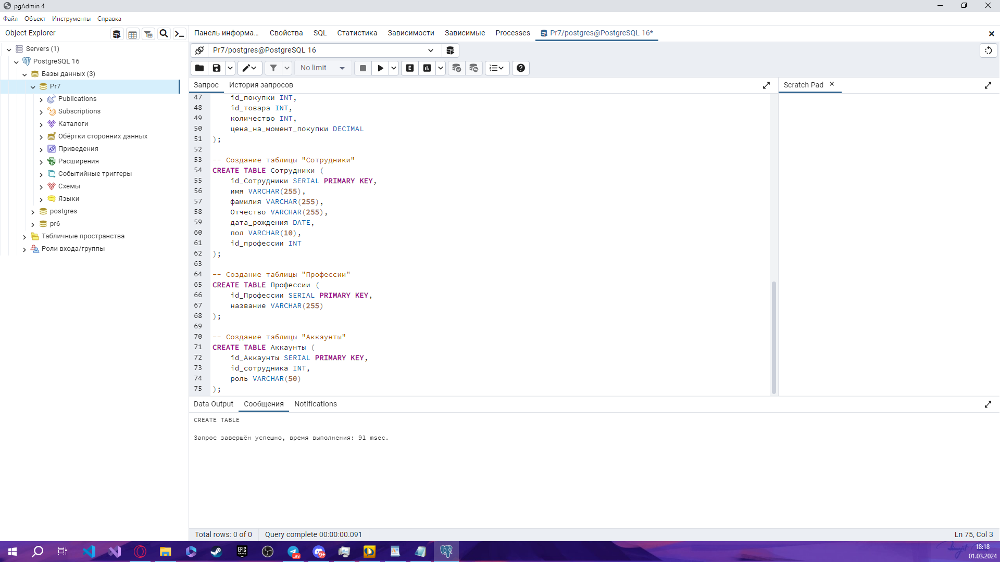 pgAdmin 4
Файл Объект Инструменты Справка
Object Explorer
Панель информа... Свойства SQL Статистика Зависимости Зависимые Processes Pr7/postgres@PostgreSQL 16*
Servers (1)
PostgreSQL 16
Базы данных (3)
Pr7
Publications
Subscriptions
Каталоги
Обёртки сторонних данных
Приведения
Расширения
Событийные триггеры
Схемы
Языки
postgres
pr6
Табличные пространства
Роли входа/группы
Pr7/postgres@PostgreSQL 16
No limit
E
Запрос История запросов
Scratch Pad
47 id_покупки INT,
48 id_товара INT,
49 количество INT,
50 цена_на_момент_покупки DECIMAL
51 );
52
53 -- Создание таблицы "Сотрудники"
54 CREATE TABLE Сотрудники (
55 id_Сотрудники SERIAL PRIMARY KEY,
56 имя VARCHAR(255),
57 фамилия VARCHAR(255),
58 Отчество VARCHAR(255),
59 дата_рождения DATE,
60 пол VARCHAR(10),
61 id_профессии INT
62 );
63
64 -- Создание таблицы "Профессии"
65 CREATE TABLE Профессии (
66 id_Профессии SERIAL PRIMARY KEY,
67 название VARCHAR(255)
68 );
69
70 -- Создание таблицы "Аккаунты"
71 CREATE TABLE Аккаунты (
72 id_Аккаунты SERIAL PRIMARY KEY,
73 id_сотрудника INT,
74 роль VARCHAR(50)
75 );
Data Output Сообщения Notifications
CREATE TABLE
Запрос завершён успешно, время выполнения: 91 msec.
Total rows: 0 of 0 Query complete 00:00:00.091 Ln 75, Col 3
EPIC GAMES
.99
9+
18:18
01.03.2024